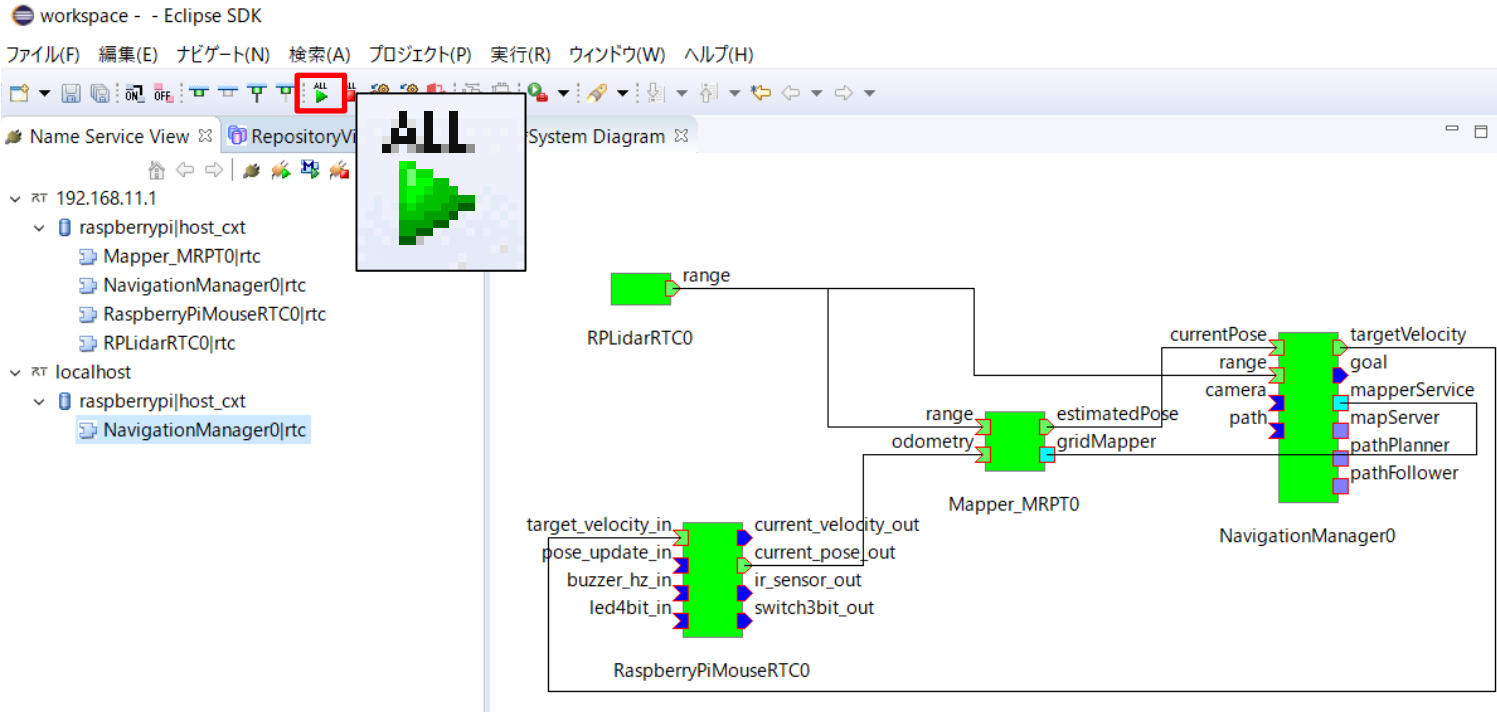 workspace - - Eclipse SDK
ファイル(F) 編集(E) ナビゲート(N) 検索(A) プロジェクト(P) 実行(R) ウィンドウ(W) ヘルプ(H)
ON OFF ALL
ALL
Name Service View RepositoryVi *System Diagram
RT 192.168.11.1
raspberrypi|host_cxt
Mapper_MRPT0|rtc
NavigationManager0|rtc
RaspberryPiMouseRTC0|rtc
RPLidarRTC0|rtc
RT localhost
raspberrypi|host_cxt
NavigationManager0|rtc
range
RPLidarRTC0
currentPose targetVelocity
range goal
camera mapperService
path mapServer
pathPlanner
pathFollower
NavigationManager0
range estimatedPose
odometry gridMapper
Mapper_MRPT0
target_velocity_in current_velocity_out
pose_update_in current_pose_out
buzzer_hz_in ir_sensor_out
led4bit_in switch3bit_out
RaspberryPiMouseRTC0